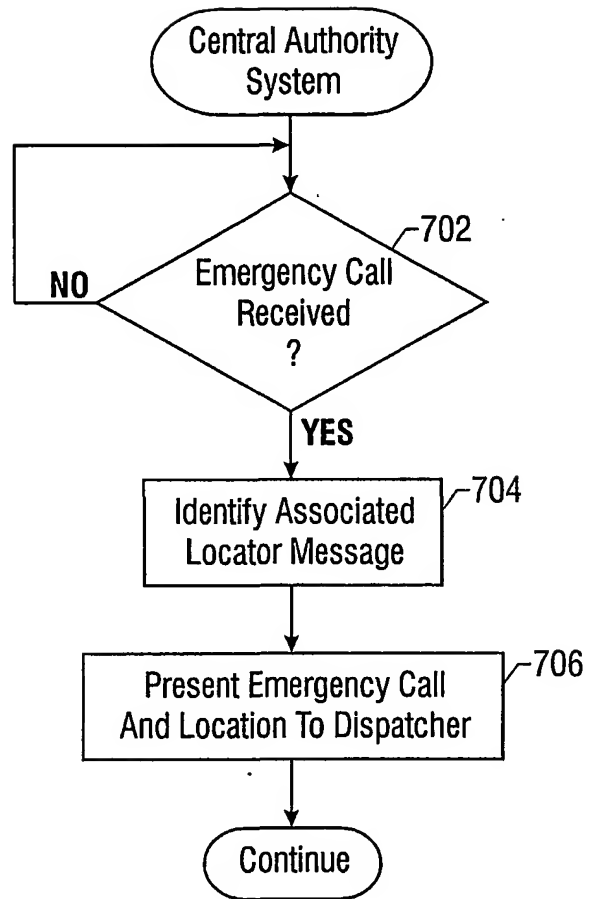 Central Authority
System
702
Emergency Call
Received
?
NO
YES
704
Identify Associated
Locator Message
706
Present Emergency Call
And Location To Dispatcher
Continue